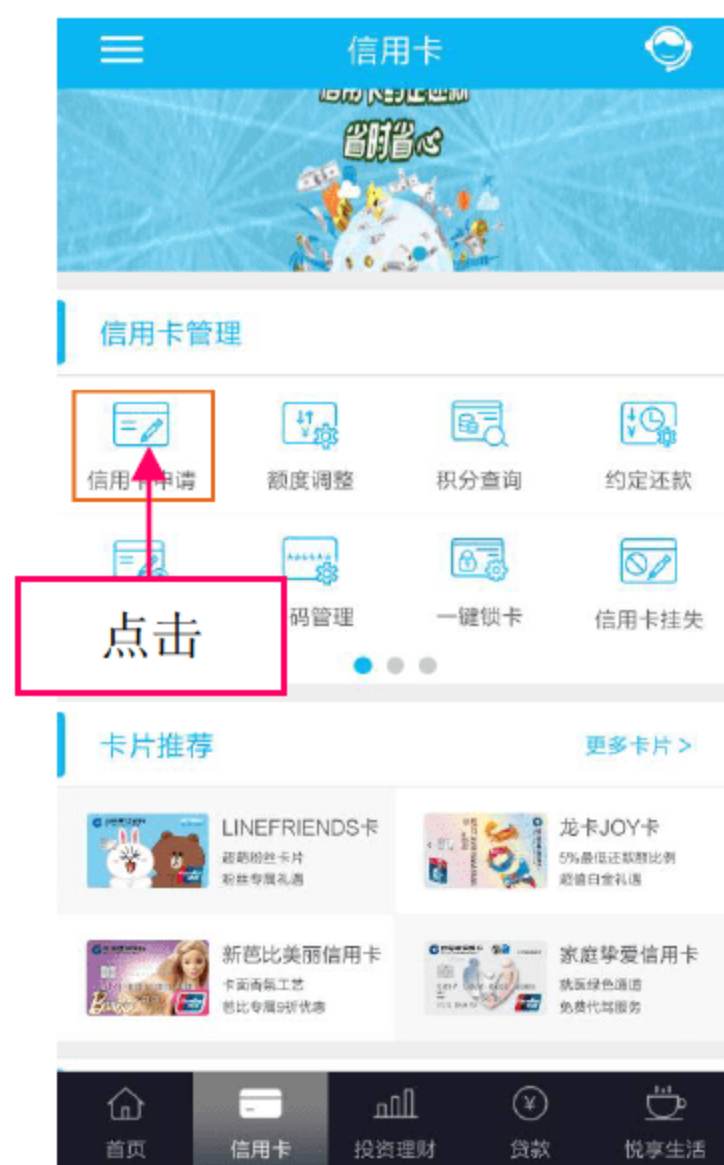 信用卡
省时省心
信用卡管理
信用卡申请
额度调整
积分查询
约定还款
点击
码管理
一键锁卡
信用卡挂失
卡片推荐
更多卡片 >
LINEFRIENDS卡
超萌粉丝卡片
粉丝专属礼遇
龙卡JOY卡
5%最低还款额比例
超值白金礼遇
新芭比美丽信用卡
卡面香氛工艺
芭比专属9折优惠
家庭挚爱信用卡
就医绿色通道
免费代驾服务
首页
信用卡
投资理财
贷款
悦享生活